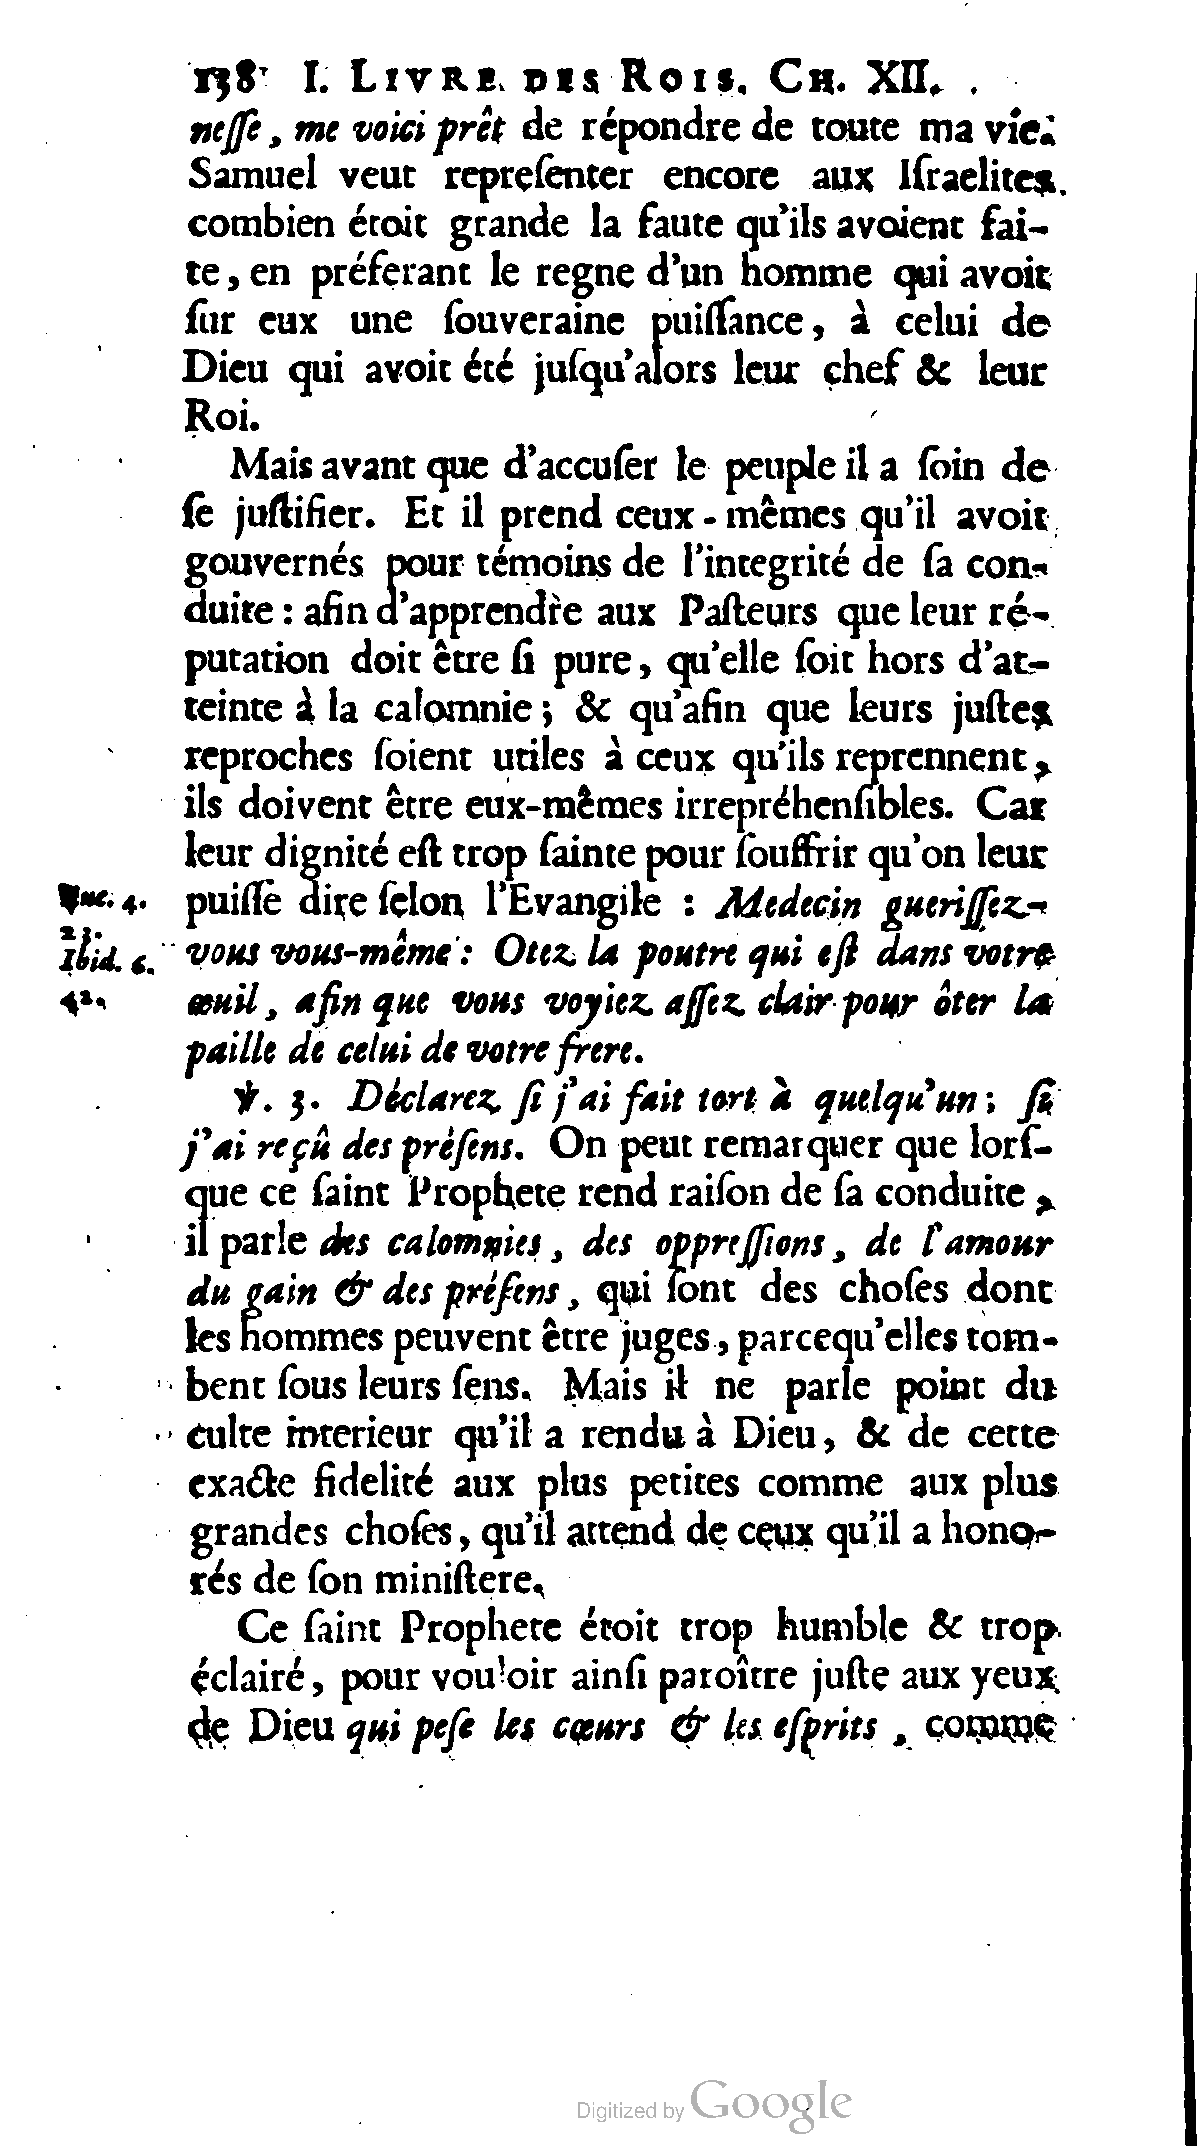 138 I. LIVRE DES ROIS. CH. XII.
neſſe, me voici prêt de répondre de toute ma vie.
Samuel veut repreſenter encore aux Iſraelites
combien étoit grande la faute qu'ils avoient fai-
te, en préferant le regne d'un homme qui avoit
ſur eux une ſouveraine puiſſance, à celui de
Dieu qui avoit été juſqu'alors leur chef & leur
Roi.
Mais avant que d'accuſer le peuple il a ſoin de
ſe juſtifier. Et il prend ceux-mêmes qu'il avoit
gouvernés pour témoins de l'integrité de ſa con-
duite : afin d'apprendre aux Paſteurs que leur ré-
putation doit être ſi pure, qu'elle ſoit hors d'at-
teinte à la calomnie ; & qu'afin que leurs juſtes
reproches ſoient utiles à ceux qu'ils reprennent,
ils doivent être eux-mêmes irrepréhenſibles. Car
leur dignité eſt trop ſainte pour ſouffrir qu'on leur
Luc. 4.
23.
puiſſe dire ſelon l'Evangile : Medecin gueriſſez-
Ibid. 6.
42.
vous vous-même : Otez la poutre qui eſt dans votre
œuil, afin que vous voyiez aſſez clair pour ôter la
paille de celui de votre frere.
℣. 3. Déclarez ſi j'ai fait tort à quelqu'un ; ſi
j'ai reçû des préſens. On peut remarquer que lorſ-
que ce ſaint Prophete rend raiſon de ſa conduite,
il parle des calomnies, des oppreſſions, de l'amour
du gain & des préſens, qui ſont des choſes dont
les hommes peuvent être juges, parcequ'elles tom-
bent ſous leurs ſens. Mais il ne parle point du
culte interieur qu'il a rendu à Dieu, & de cette
exacte fidelité aux plus petites comme aux plus
grandes choſes, qu'il attend de ceux qu'il a hono-
rés de ſon miniſtere.
Ce ſaint Prophete étoit trop humble & trop
éclairé, pour vouloir ainſi paroître juſte aux yeux
de Dieu qui peſe les cœurs & les eſprits, comme
Digitized by Google